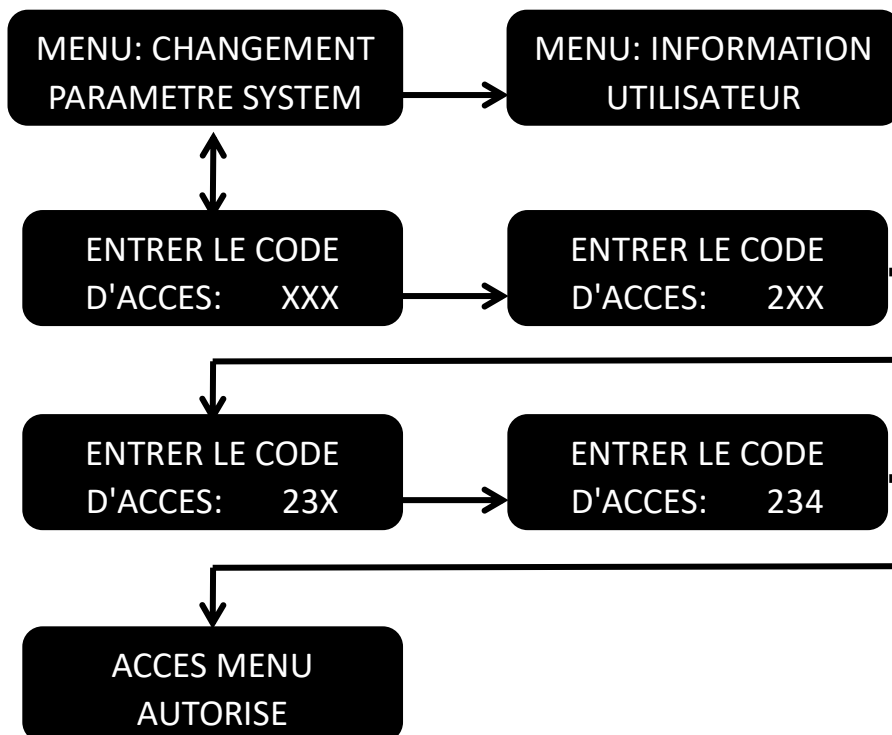 MENU: CHANGEMENT
PARAMETRE SYSTEM
MENU: INFORMATION
UTILISATEUR
ENTRER LE CODE
D'ACCES: XXX
ENTRER LE CODE
D'ACCES: 2XX
ENTRER LE CODE
D'ACCES: 23X
ENTRER LE CODE
D'ACCES: 234
ACCES MENU
AUTORISE